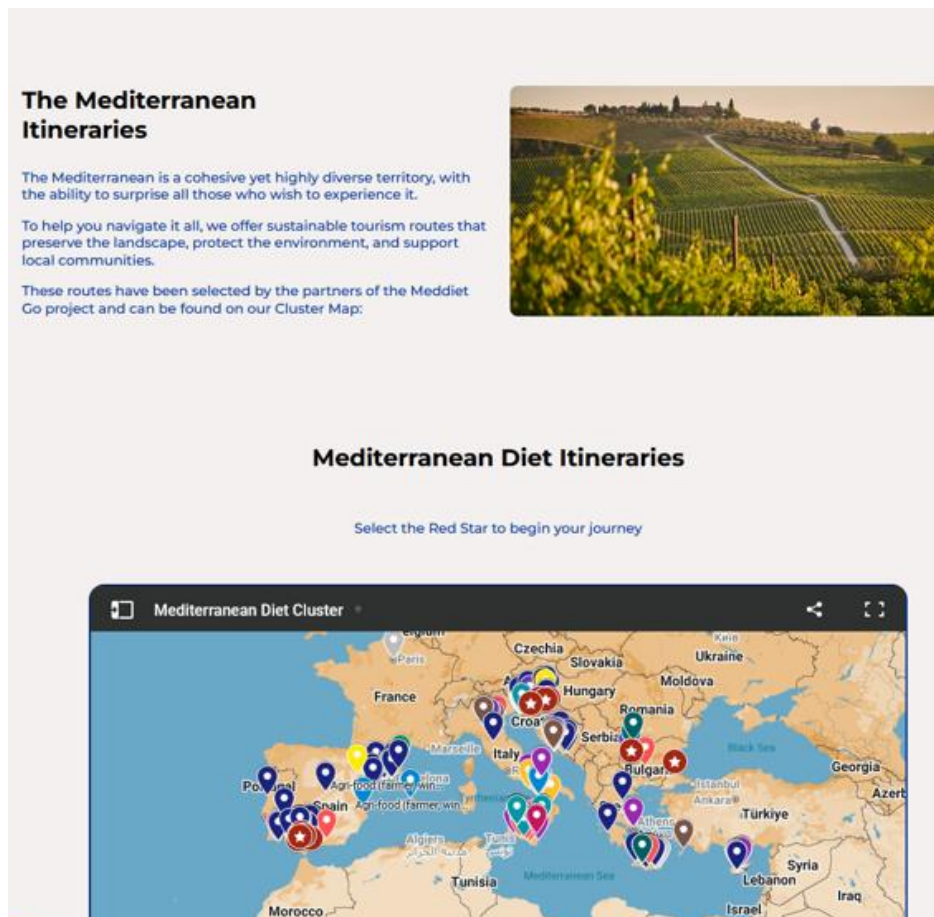 The Mediterranean
Itineraries
The Mediterranean is a cohesive yet highly diverse territory, with
the ability to surprise all those who wish to experience it.
To help you navigate it all, we offer sustainable tourism routes that
preserve the landscape, protect the environment, and support
local communities.
These routes have been selected by the partners of the Meddiet
Go project and can be found on our Cluster Map:
Mediterranean Diet Itineraries
Select the Red Star to begin your journey
Mediterranean Diet Cluster
Paris
Czechia
Slovakia
Ukraine
Moldova
France
Hungary
Romania
Marseille
Italy
Black Sea
Georgia
Istanbul
Ankara
Türkiye
Spain
Agri-food (farmer, win...
Agri-food (farmer, win...
Athens
Algiers
Tunis
Syria
Lebanon
Tunisia
Mediterranean Sea
Iraq
Israel
Morocco